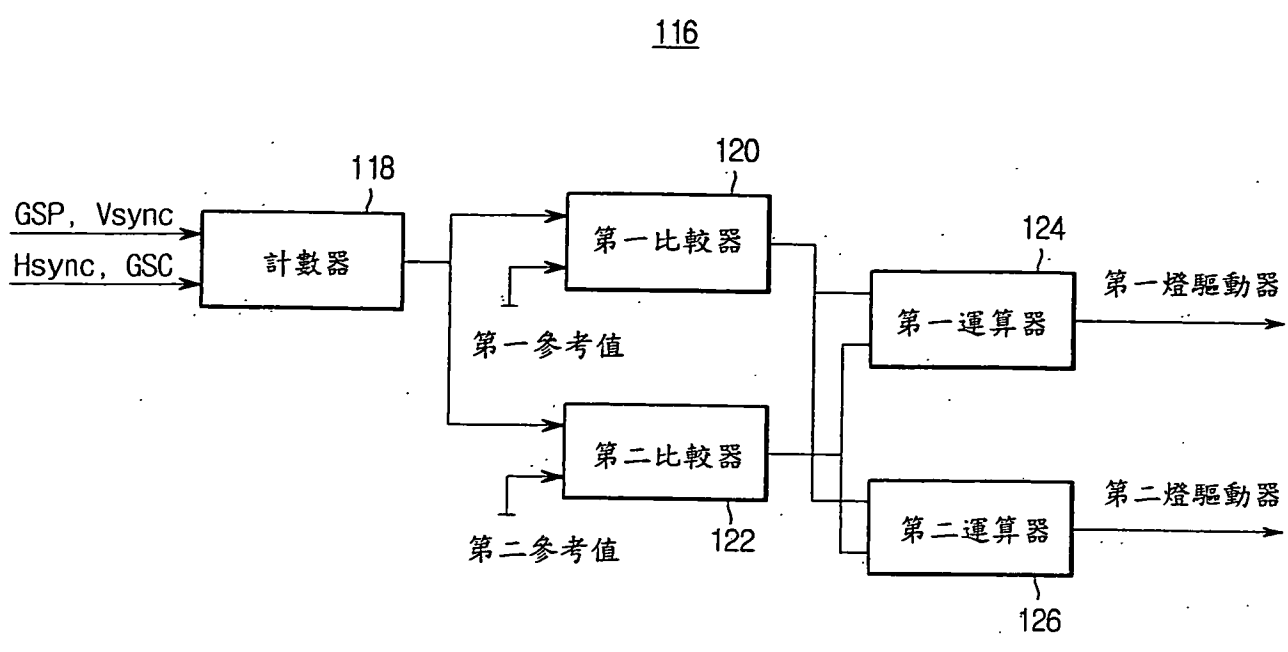 116
118
120
GSP, Vsync
Hsync, GSC
計數器
第一比較器
第一參考值
124
第一運算器
第一燈驅動器
第二比較器
第二參考值
122
第二運算器
第二燈驅動器
126